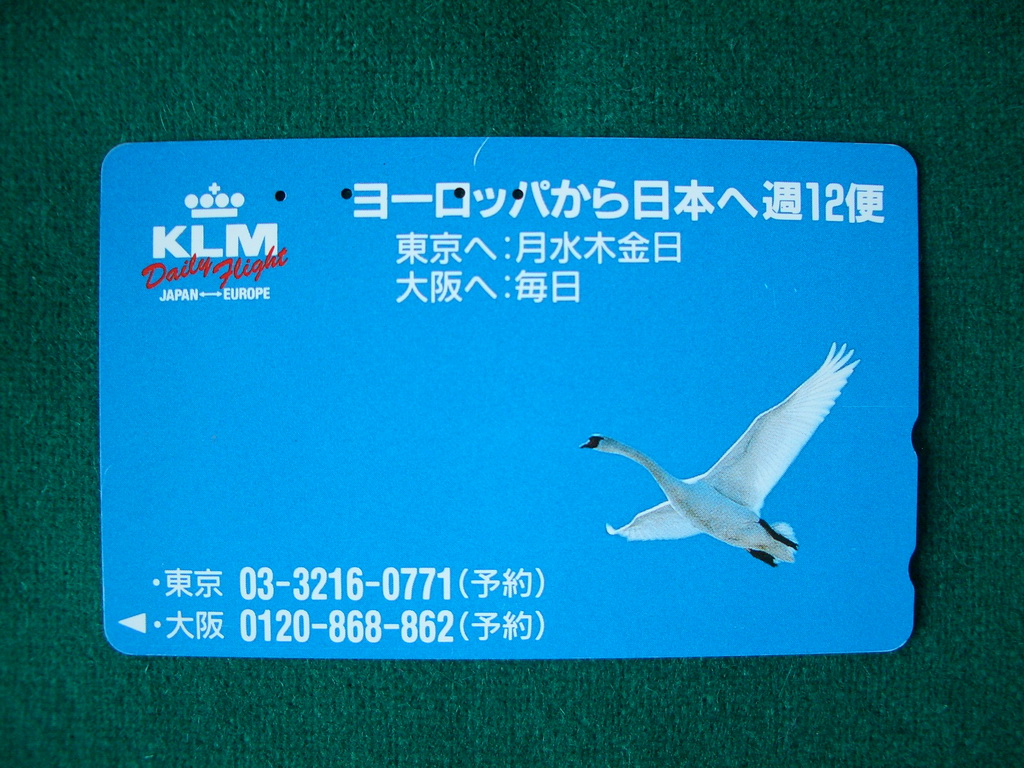 KLM
Daily Flight
JAPAN↔EUROPE
ヨーロッパから日本へ週12便
東京へ:月水木金日
大阪へ:毎日
・東京 03-3216-0771(予約)
・大阪 0120-868-862(予約)